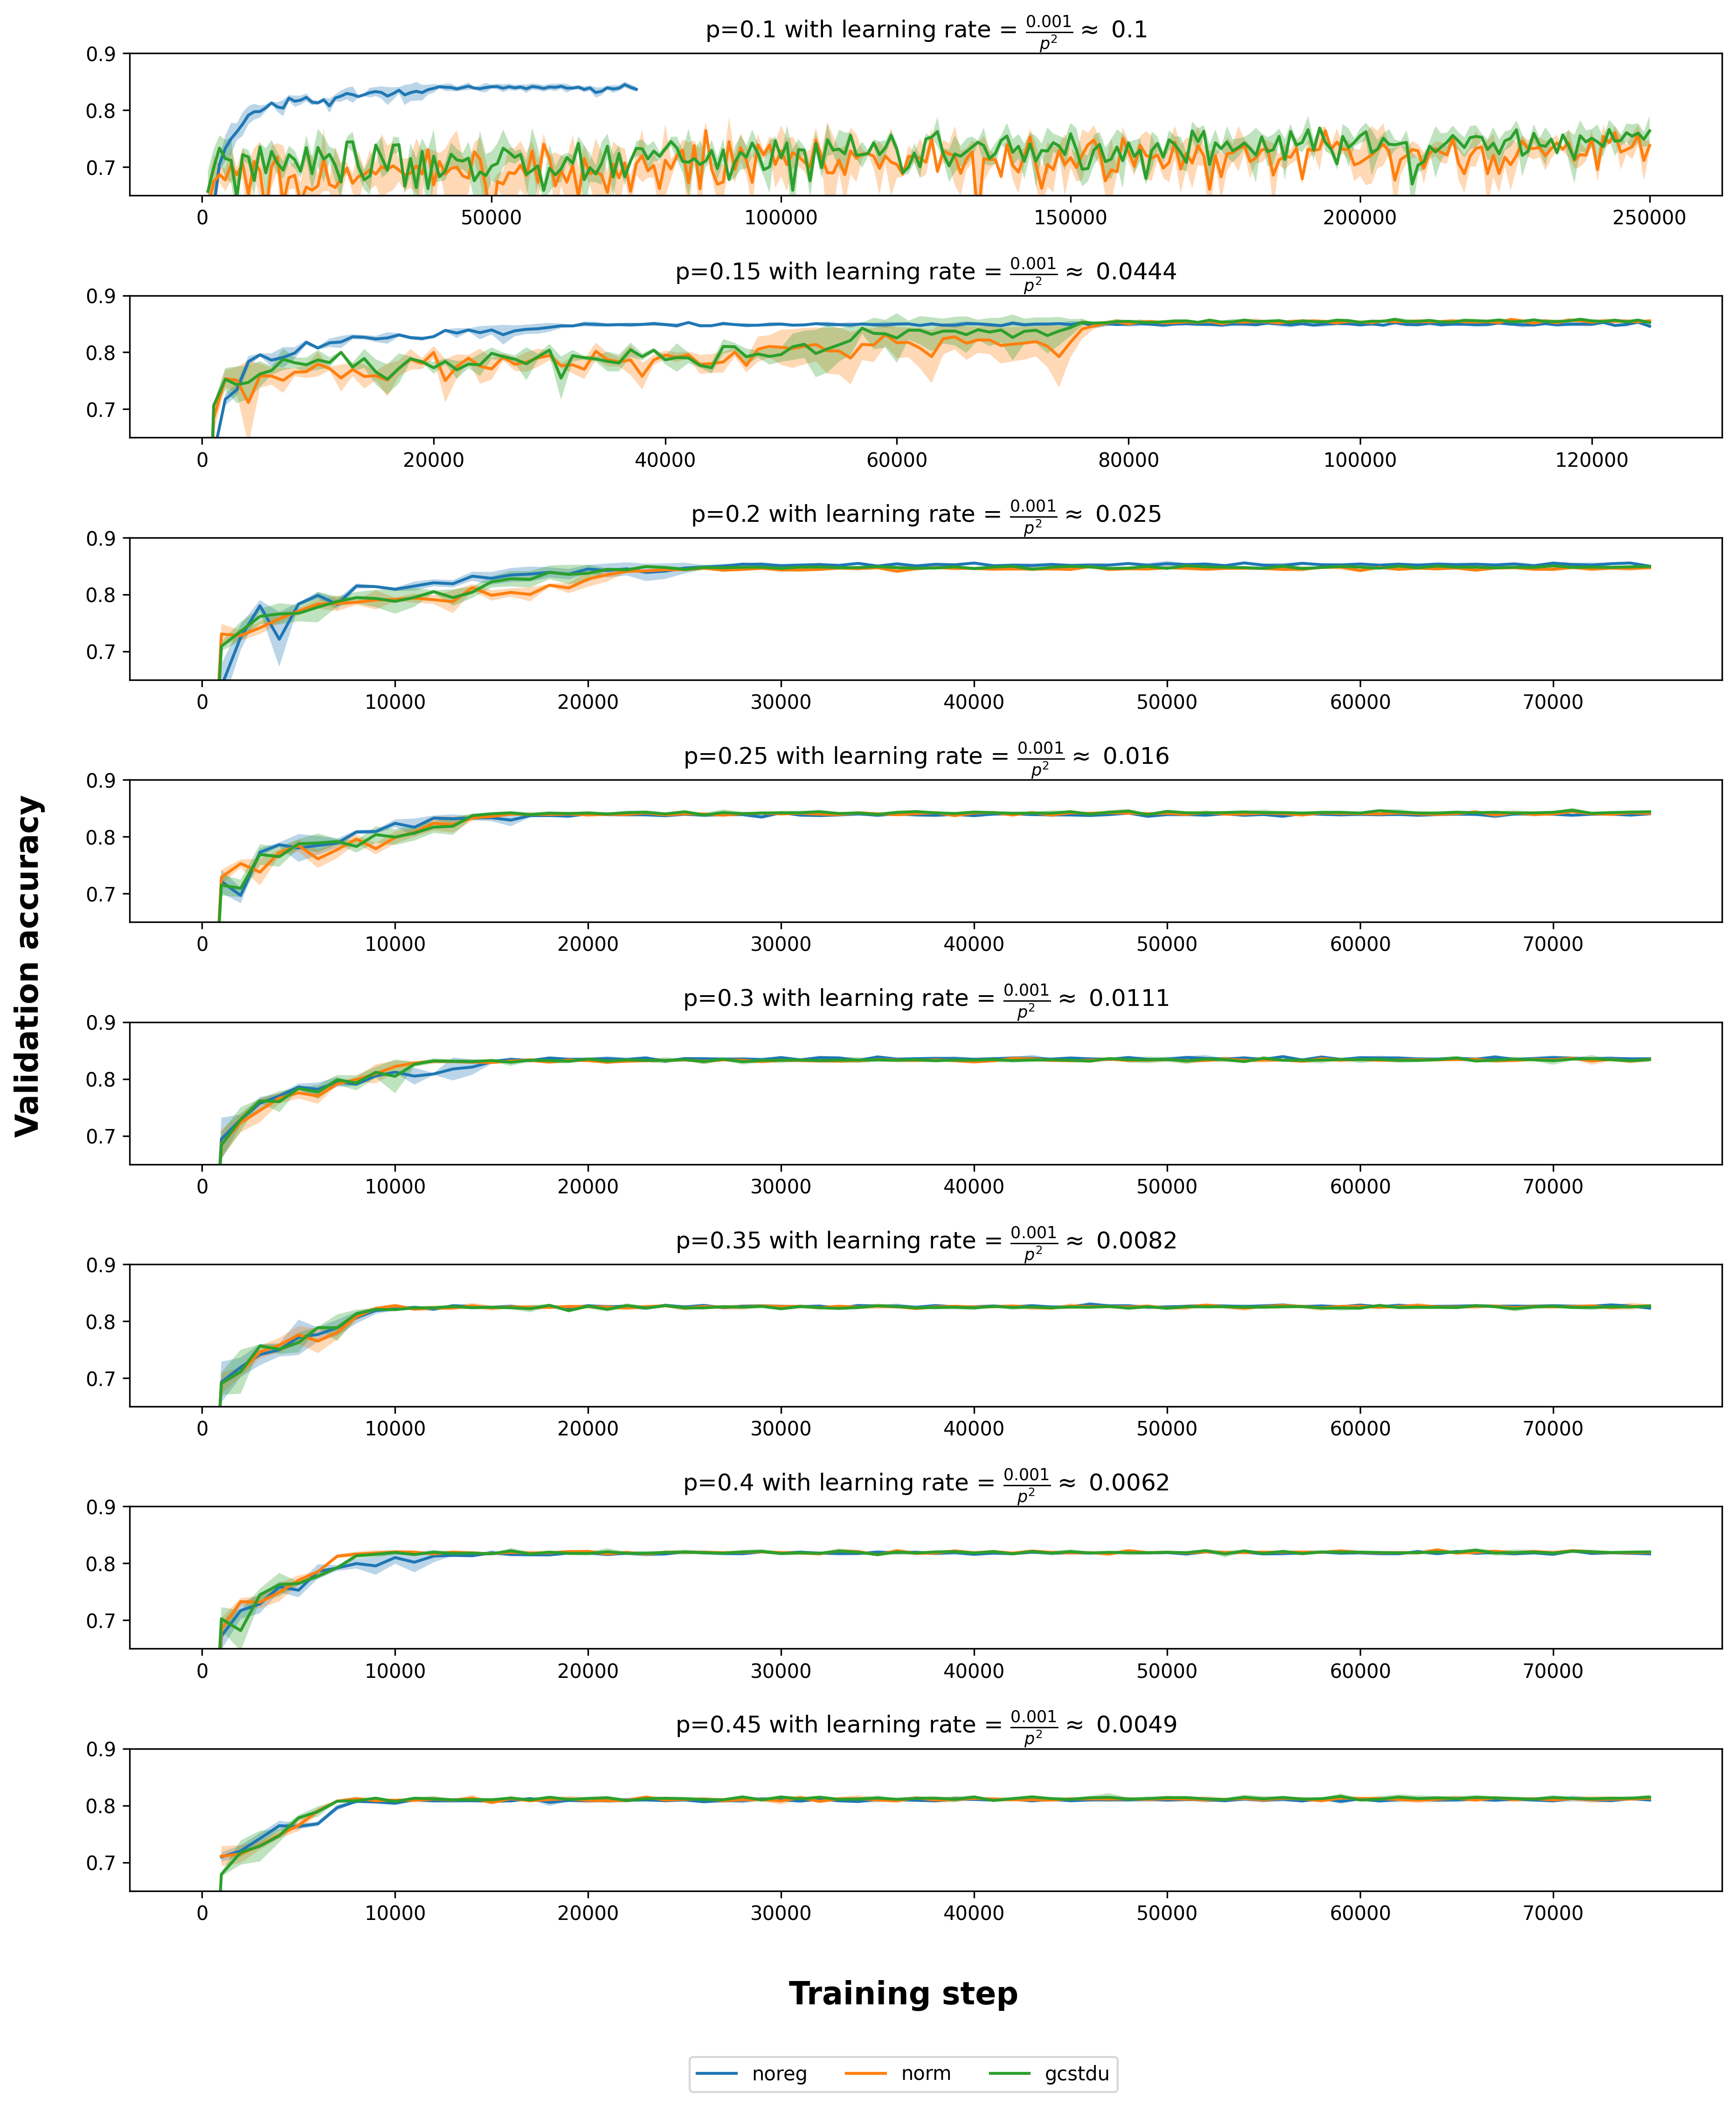 p=0.1 with learning rate = 0.001/p² ≈ 0.1
0.9
0.8
0.7
0 50000 100000 150000 200000 250000
p=0.15 with learning rate = 0.001/p² ≈ 0.0444
0.9
0.8
0.7
0 20000 40000 60000 80000 100000 120000
p=0.2 with learning rate = 0.001/p² ≈ 0.025
0.9
0.8
0.7
0 10000 20000 30000 40000 50000 60000 70000
p=0.25 with learning rate = 0.001/p² ≈ 0.016
0.9
0.8
0.7
0 10000 20000 30000 40000 50000 60000 70000
Validation accuracy
p=0.3 with learning rate = 0.001/p² ≈ 0.0111
0.9
0.8
0.7
0 10000 20000 30000 40000 50000 60000 70000
p=0.35 with learning rate = 0.001/p² ≈ 0.0082
0.9
0.8
0.7
0 10000 20000 30000 40000 50000 60000 70000
p=0.4 with learning rate = 0.001/p² ≈ 0.0062
0.9
0.8
0.7
0 10000 20000 30000 40000 50000 60000 70000
p=0.45 with learning rate = 0.001/p² ≈ 0.0049
0.9
0.8
0.7
0 10000 20000 30000 40000 50000 60000 70000
Training step
noreg norm gcstdu